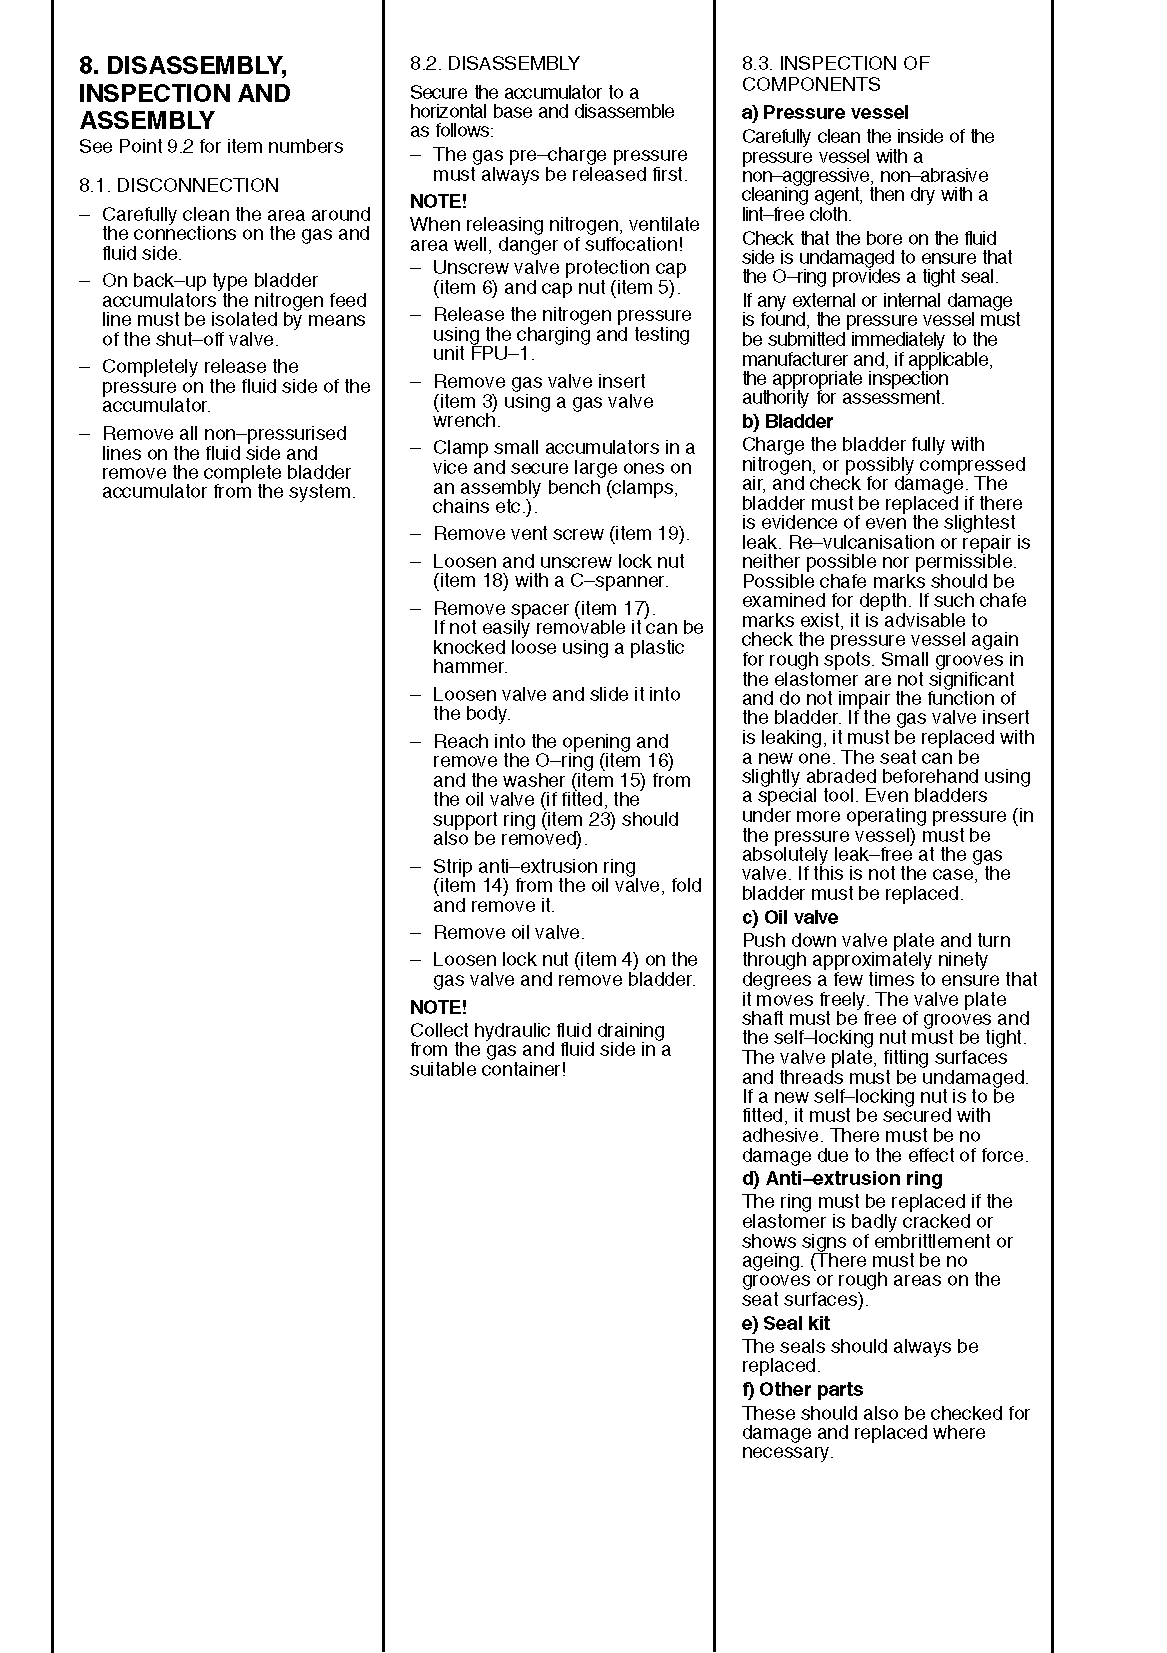 8. DISASSEMBLY,
INSPECTION AND
ASSEMBLY
See Point 9.2 for item numbers
8.1. DISCONNECTION
– Carefully clean the area around
the connections on the gas and
fluid side.
– On back–up type bladder
accumulators the nitrogen feed
line must be isolated by means
of the shut–off valve.
– Completely release the
pressure on the fluid side of the
accumulator.
– Remove all non–pressurised
lines on the fluid side and
remove the complete bladder
accumulator from the system.
8.2. DISASSEMBLY
Secure the accumulator to a
horizontal base and disassemble
as follows:
– The gas pre–charge pressure
must always be released first.
NOTE!
When releasing nitrogen, ventilate
area well, danger of suffocation!
– Unscrew valve protection cap
(item 6) and cap nut (item 5).
– Release the nitrogen pressure
using the charging and testing
unit FPU–1.
– Remove gas valve insert
(item 3) using a gas valve
wrench.
– Clamp small accumulators in a
vice and secure large ones on
an assembly bench (clamps,
chains etc.).
– Remove vent screw (item 19).
– Loosen and unscrew lock nut
(item 18) with a C–spanner.
– Remove spacer (item 17).
If not easily removable it can be
knocked loose using a plastic
hammer.
– Loosen valve and slide it into
the body.
– Reach into the opening and
remove the O–ring (item 16)
and the washer (item 15) from
the oil valve (if fitted, the
support ring (item 23) should
also be removed).
– Strip anti–extrusion ring
(item 14) from the oil valve, fold
and remove it.
– Remove oil valve.
– Loosen lock nut (item 4) on the
gas valve and remove bladder.
NOTE!
Collect hydraulic fluid draining
from the gas and fluid side in a
suitable container!
8.3. INSPECTION OF
COMPONENTS
a) Pressure vessel
Carefully clean the inside of the
pressure vessel with a
non–aggressive, non–abrasive
cleaning agent, then dry with a
lint–free cloth.
Check that the bore on the fluid
side is undamaged to ensure that
the O–ring provides a tight seal.
If any external or internal damage
is found, the pressure vessel must
be submitted immediately to the
manufacturer and, if applicable,
the appropriate inspection
authority for assessment.
b) Bladder
Charge the bladder fully with
nitrogen, or possibly compressed
air, and check for damage. The
bladder must be replaced if there
is evidence of even the slightest
leak. Re–vulcanisation or repair is
neither possible nor permissible.
Possible chafe marks should be
examined for depth. If such chafe
marks exist, it is advisable to
check the pressure vessel again
for rough spots. Small grooves in
the elastomer are not significant
and do not impair the function of
the bladder. If the gas valve insert
is leaking, it must be replaced with
a new one. The seat can be
slightly abraded beforehand using
a special tool. Even bladders
under more operating pressure (in
the pressure vessel) must be
absolutely leak–free at the gas
valve. If this is not the case, the
bladder must be replaced.
c) Oil valve
Push down valve plate and turn
through approximately ninety
degrees a few times to ensure that
it moves freely. The valve plate
shaft must be free of grooves and
the self–locking nut must be tight.
The valve plate, fitting surfaces
and threads must be undamaged.
If a new self–locking nut is to be
fitted, it must be secured with
adhesive. There must be no
damage due to the effect of force.
d) Anti–extrusion ring
The ring must be replaced if the
elastomer is badly cracked or
shows signs of embrittlement or
ageing. (There must be no
grooves or rough areas on the
seat surfaces).
e) Seal kit
The seals should always be
replaced.
f) Other parts
These should also be checked for
damage and replaced where
necessary.